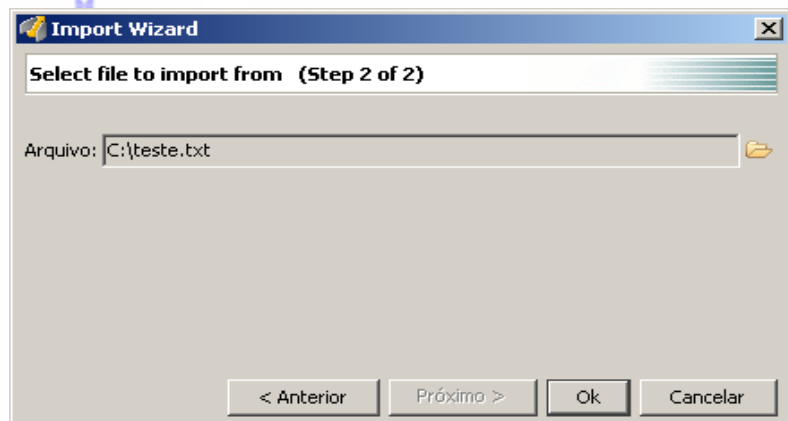 Import Wizard
Select file to import from (Step 2 of 2)
Arquivo: C:\teste.txt
< Anterior Próximo > Ok Cancelar